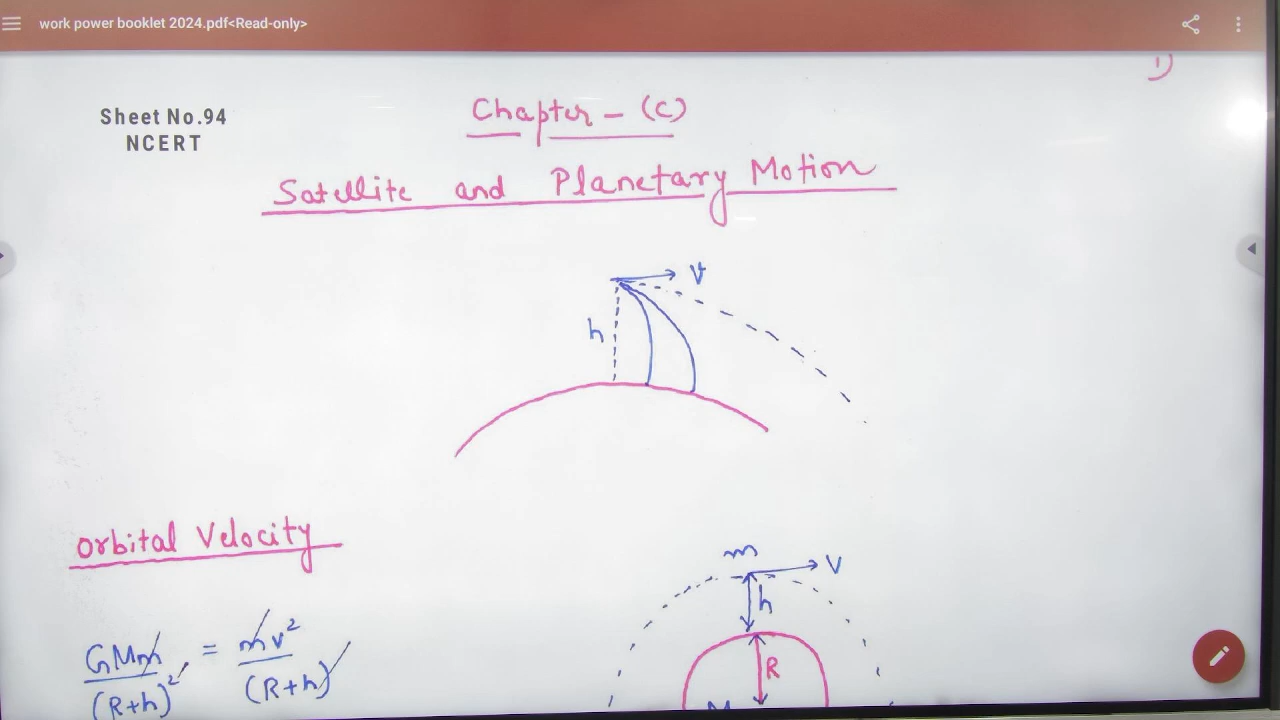 work power booklet 2024.pdf<Read-only>
1)
Sheet No.94
NCERT
Chapter - (C)
Satellite and Planetary Motion
V
h
Orbital Velocity
m
V
h
GMm/(R+h)² = mv²/(R+h)
R
M